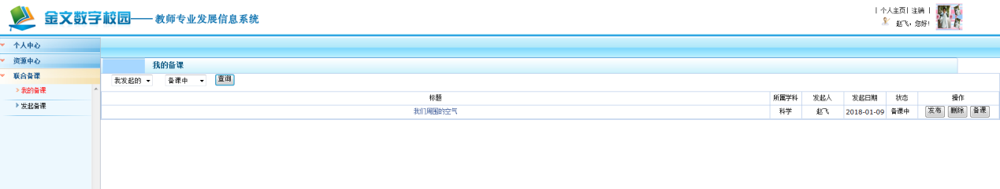 金文数字校园——教师专业发展信息系统
| 个人主页| 注销 |
赵飞，您好!
个人中心
资源中心
联合备课
我的备课
发起备课
我的备课
我发起的 备课中 查询
标题 所属学科 发起人 发起日期 状态 操作
我们周围的空气 科学 赵飞 2018-01-09 备课中 发布 删除 备课